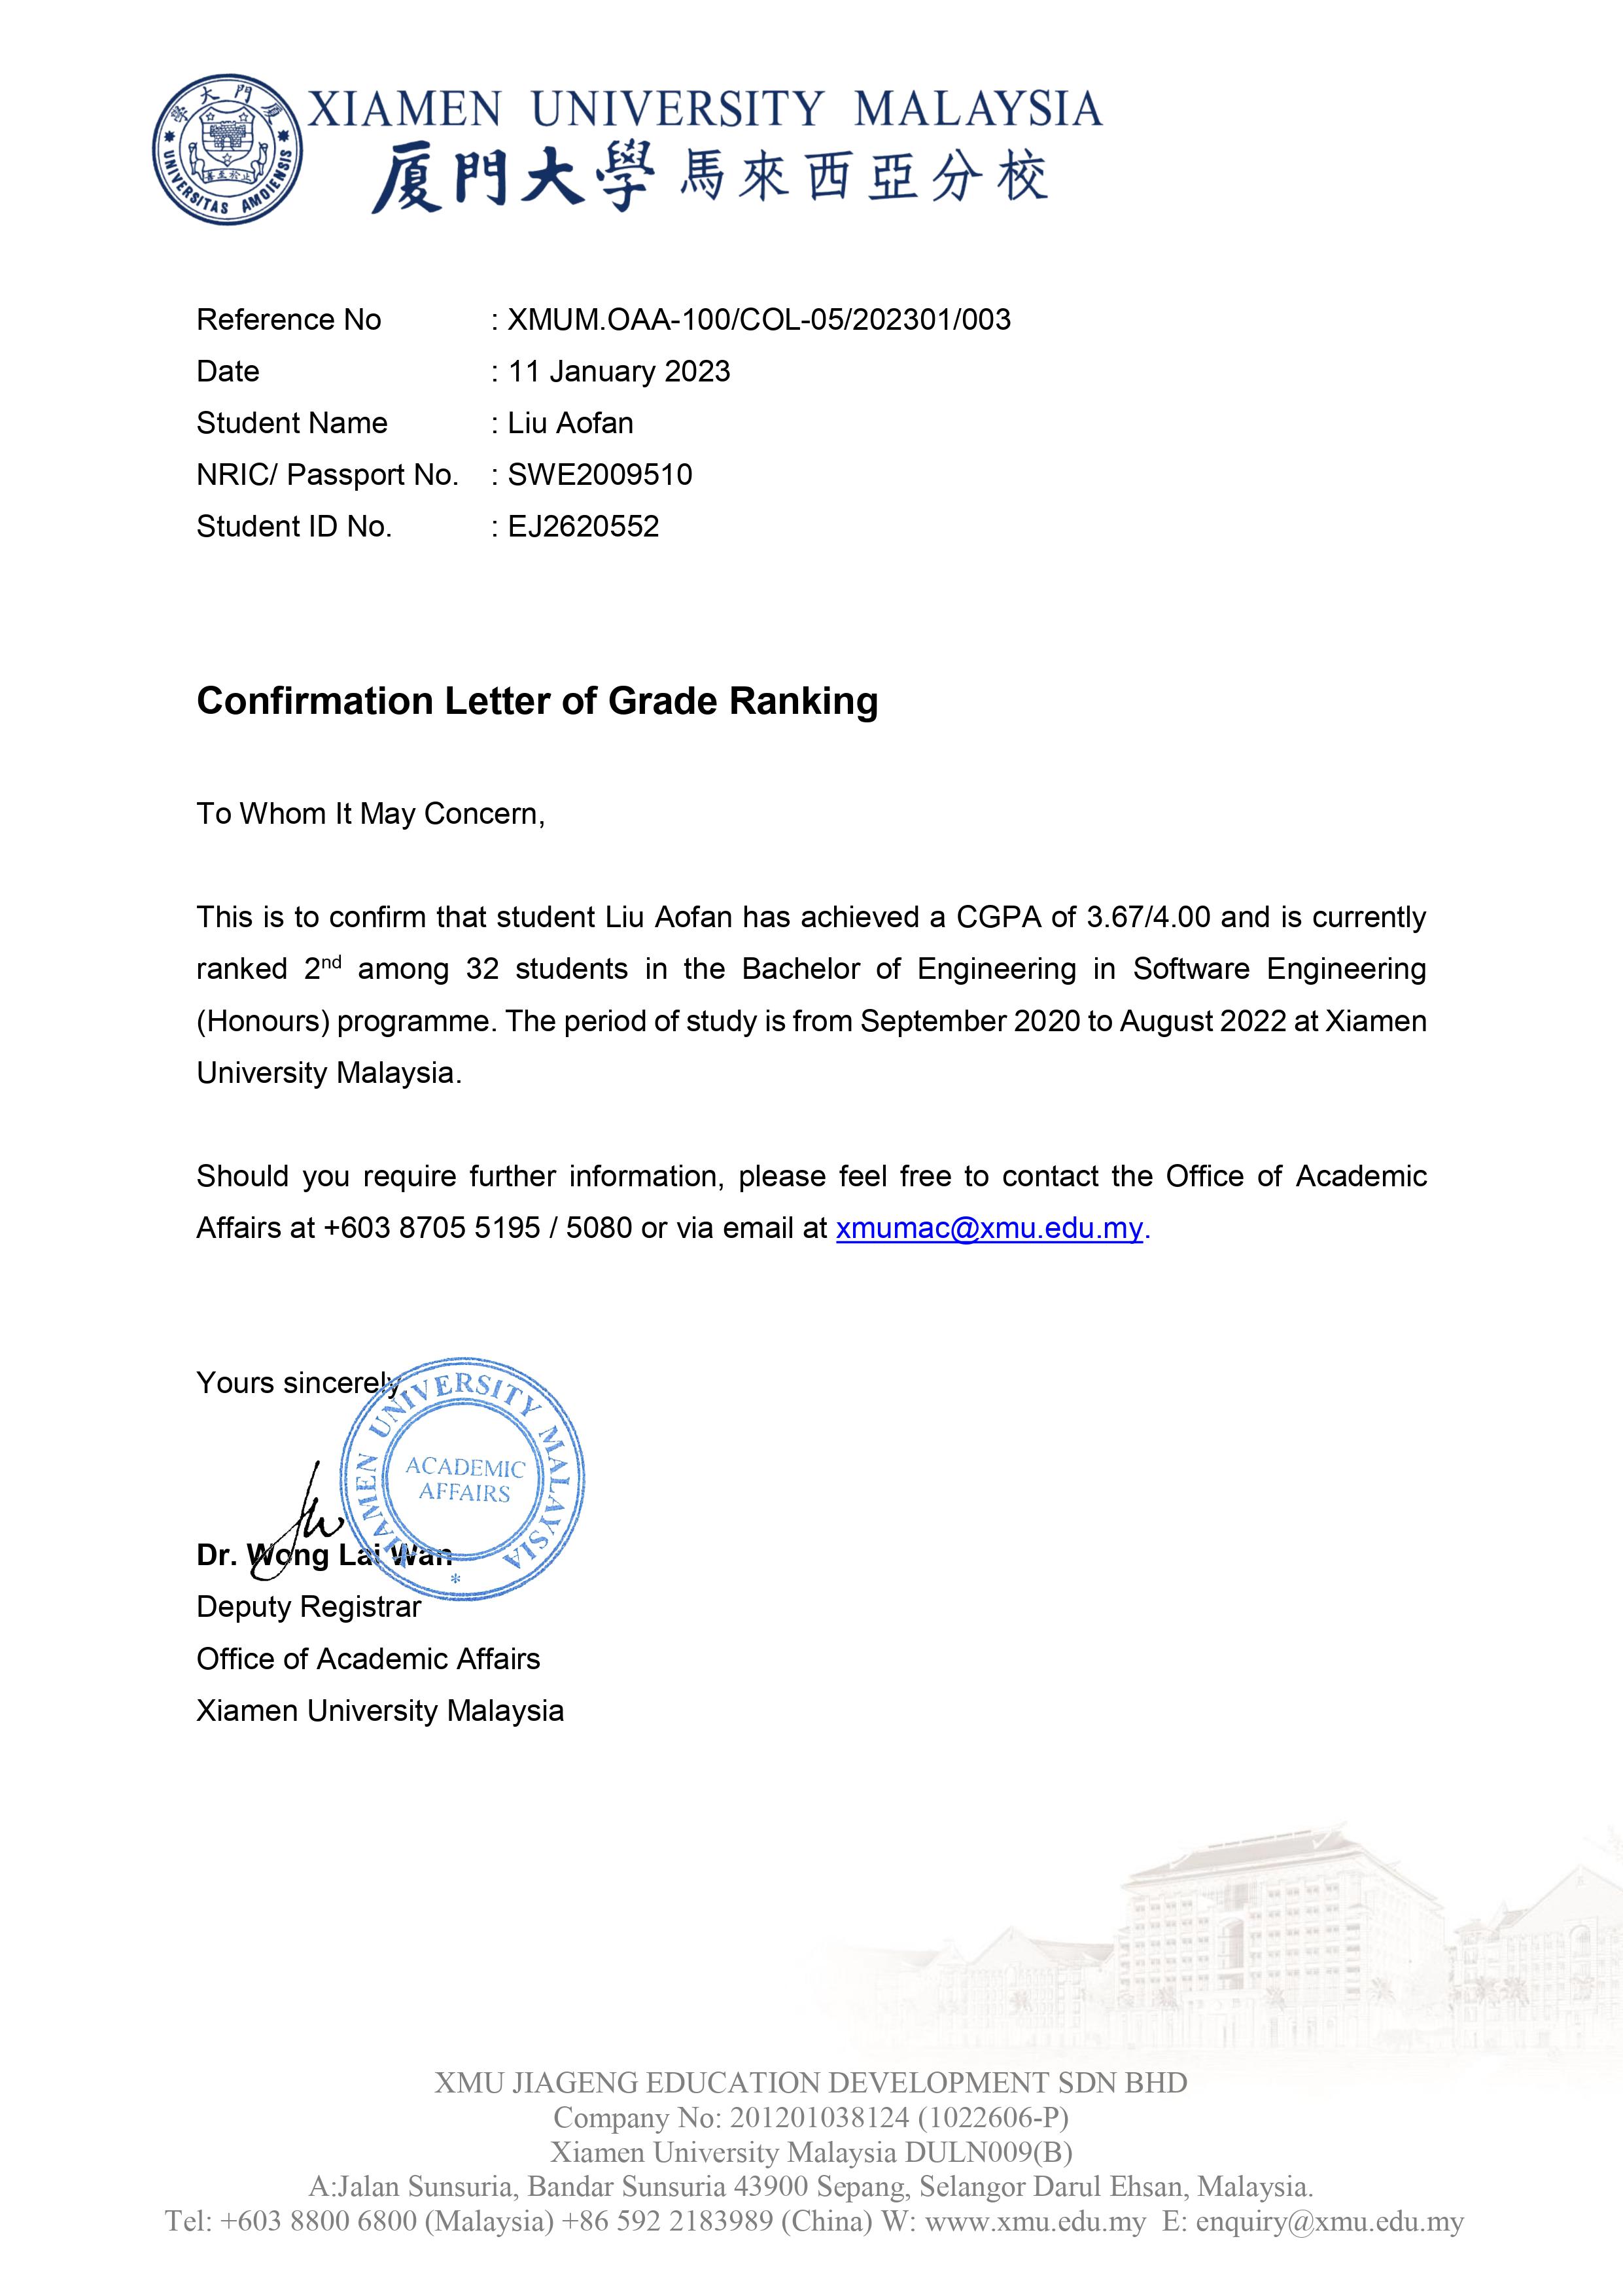 厦門大學
UNIVERSITAS AMOIENSIS
XIAMEN UNIVERSITY MALAYSIA
厦門大學 馬來西亞分校
Reference No : XMUM.OAA-100/COL-05/202301/003
Date : 11 January 2023
Student Name : Liu Aofan
NRIC/ Passport No. : SWE2009510
Student ID No. : EJ2620552
Confirmation Letter of Grade Ranking
To Whom It May Concern,
This is to confirm that student Liu Aofan has achieved a CGPA of 3.67/4.00 and is currently
ranked 2nd among 32 students in the Bachelor of Engineering in Software Engineering
(Honours) programme. The period of study is from September 2020 to August 2022 at Xiamen
University Malaysia.
Should you require further information, please feel free to contact the Office of Academic
Affairs at +603 8705 5195 / 5080 or via email at xmumac@xmu.edu.my.
Yours sincerely,
XIAMEN UNIVERSITY MALAYSIA
ACADEMIC
AFFAIRS
*
Dr. Wong Lai Wan
Deputy Registrar
Office of Academic Affairs
Xiamen University Malaysia
XMU JIAGENG EDUCATION DEVELOPMENT SDN BHD
Company No: 201201038124 (1022606-P)
Xiamen University Malaysia DULN009(B)
A:Jalan Sunsuria, Bandar Sunsuria 43900 Sepang, Selangor Darul Ehsan, Malaysia.
Tel: +603 8800 6800 (Malaysia) +86 592 2183989 (China) W: www.xmu.edu.my E: enquiry@xmu.edu.my